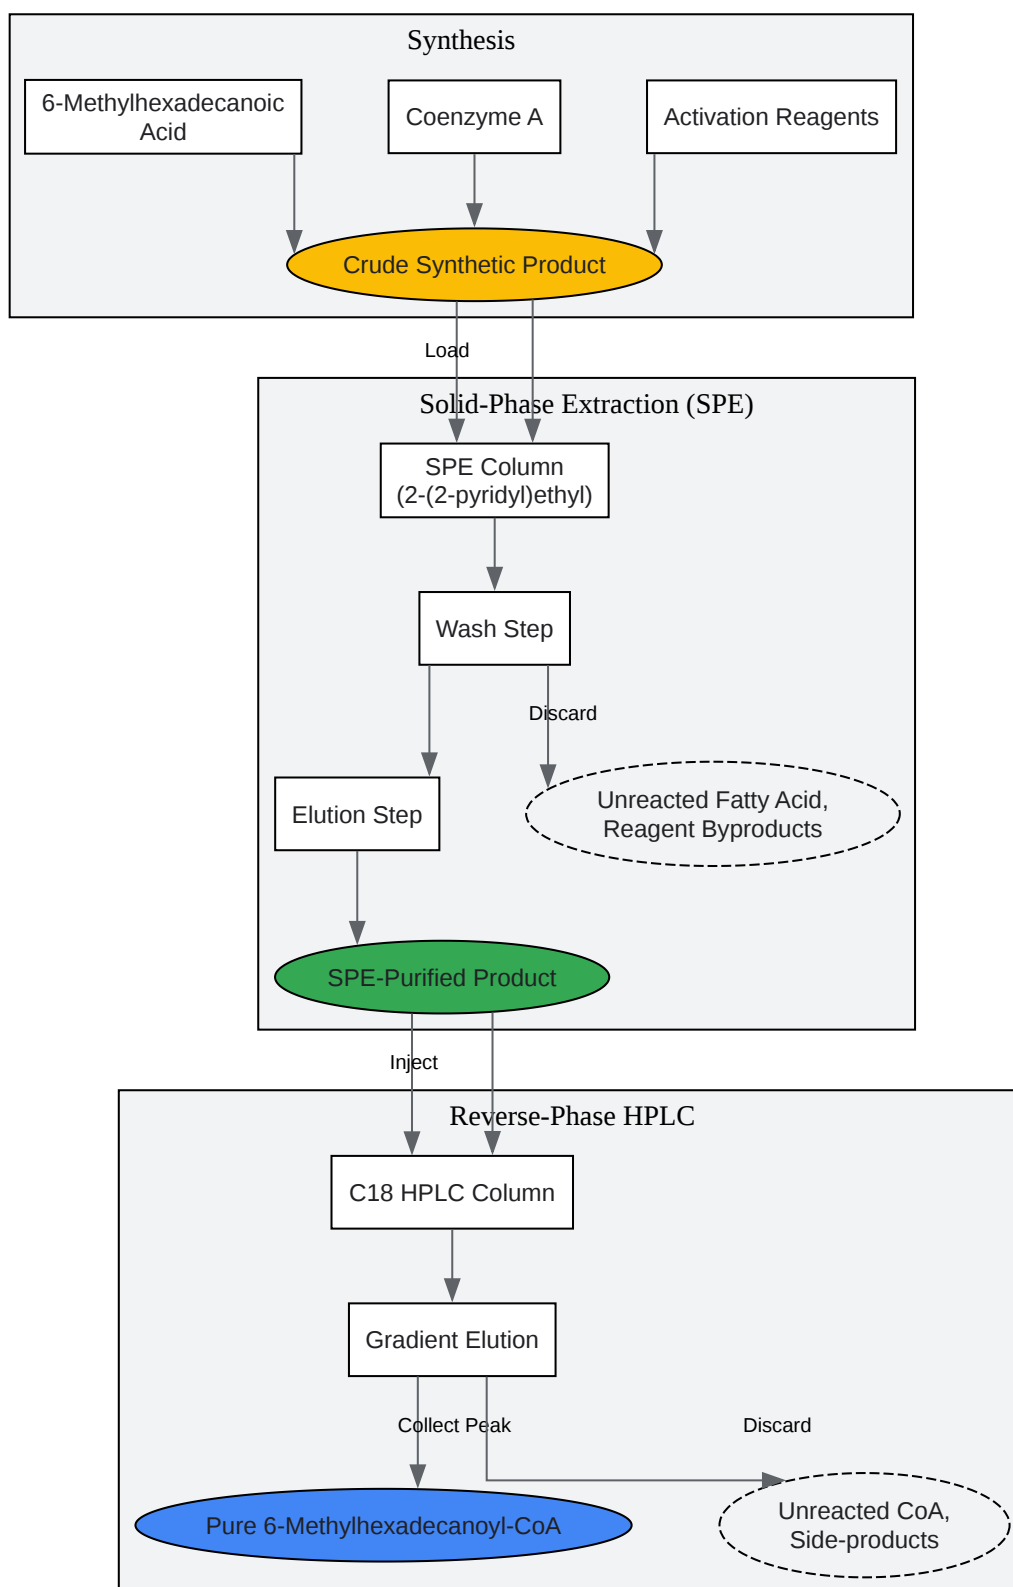 Synthesis
6-Methylhexadecanoic
Acid
Coenzyme A
Activation Reagents
Crude Synthetic Product
Load
Solid-Phase Extraction (SPE)
SPE Column
(2-(2-pyridyl)ethyl)
Wash Step
Discard
Elution Step
Unreacted Fatty Acid,
Reagent Byproducts
SPE-Purified Product
Inject
Reverse-Phase HPLC
C18 HPLC Column
Gradient Elution
Collect Peak
Discard
Pure 6-Methylhexadecanoyl-CoA
Unreacted CoA,
Side-products